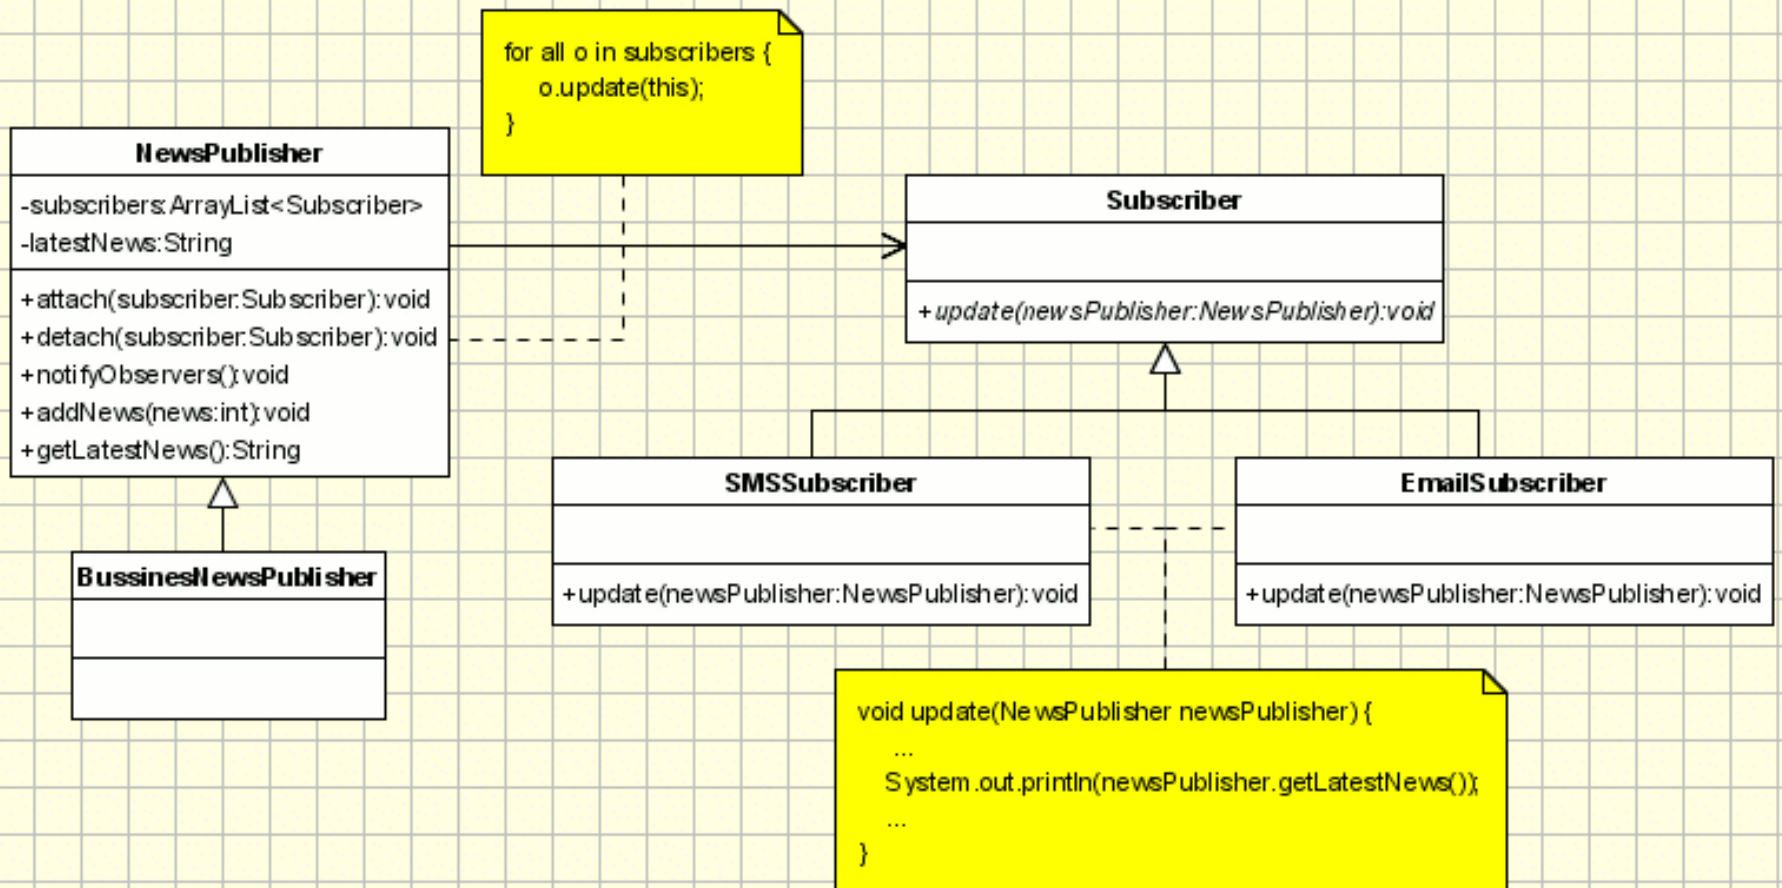 for all o in subscribers {
o.update(this);
}
NewsPublisher
-subscribers:ArrayList<Subscriber>
-latestNews:String
+attach(subscriber:Subscriber):void
+detach(subscriber:Subscriber):void
+notifyObservers():void
+addNews(news:int):void
+getLatestNews():String
BussinesNewsPublisher
Subscriber
+update(newsPublisher:NewsPublisher):void
SMSSubscriber
+update(newsPublisher:NewsPublisher):void
EmailSubscriber
+update(newsPublisher:NewsPublisher):void
void update(NewsPublisher newsPublisher) {
...
System.out.println(newsPublisher.getLatestNews());
...
}